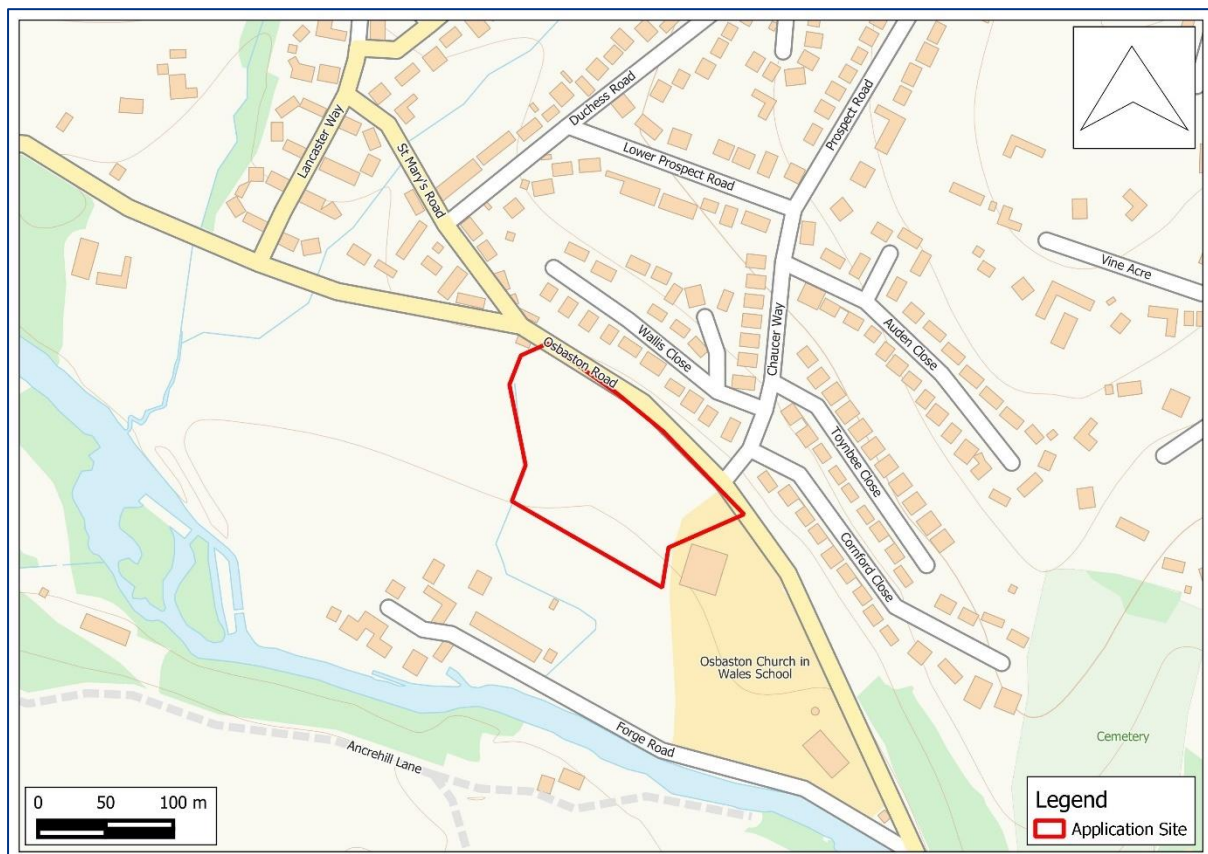 Duchess Road
Prospect Road
Lancaster Way
St Mary's Road
Lower Prospect Road
Vine Acre
Auden Close
Wallis Close
Chaucer Way
Osbaston Road
Toynbee Close
Cornford Close
Osbaston Church in
Wales School
Forge Road
Ancrehill Lane
Cemetery
0 50 100 m
Legend
Application Site